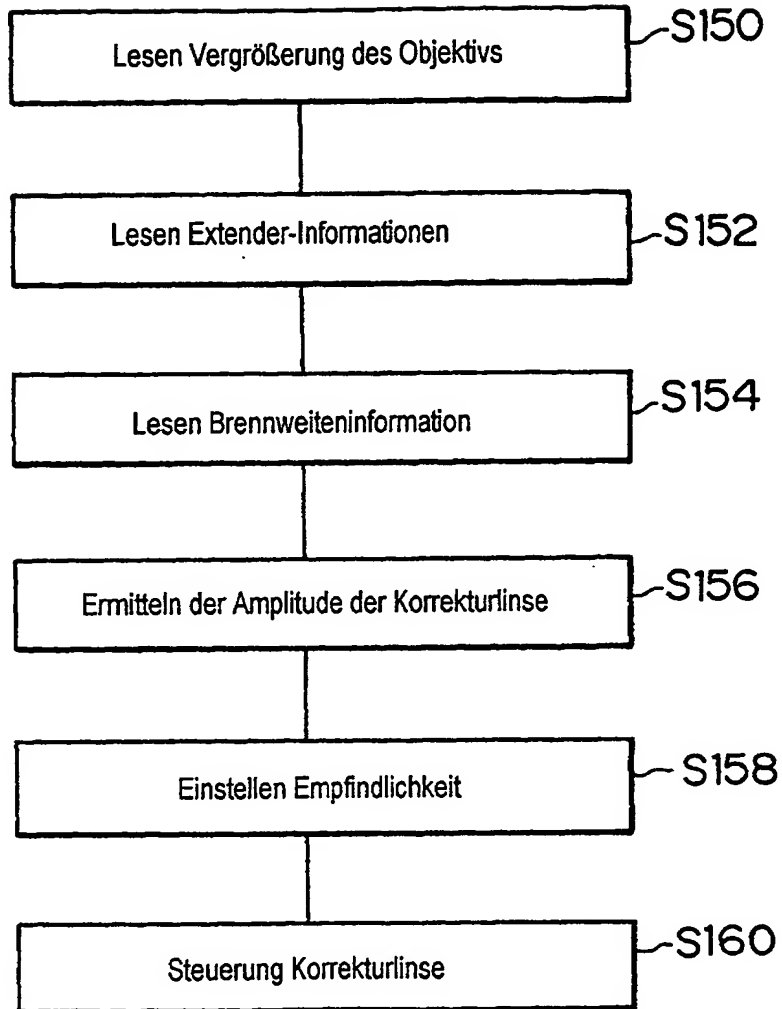 Lesen Vergrößerung des Objektivs
S150
Lesen Extender-Informationen
S152
Lesen Brennweiteninformation
S154
Ermitteln der Amplitude der Korrekturlinse
S156
Einstellen Empfindlichkeit
S158
Steuerung Korrekturlinse
S160